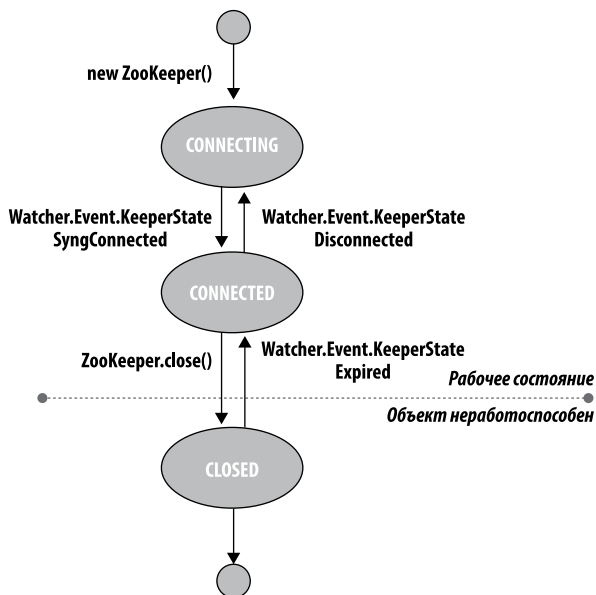 new ZooKeeper()
CONNECTING
Watcher.Event.KeeperState
SyngConnected
Watcher.Event.KeeperState
Disconnected
CONNECTED
ZooKeeper.close()
Watcher.Event.KeeperState
Expired
Рабочее состояние
Объект неработоспособен
CLOSED